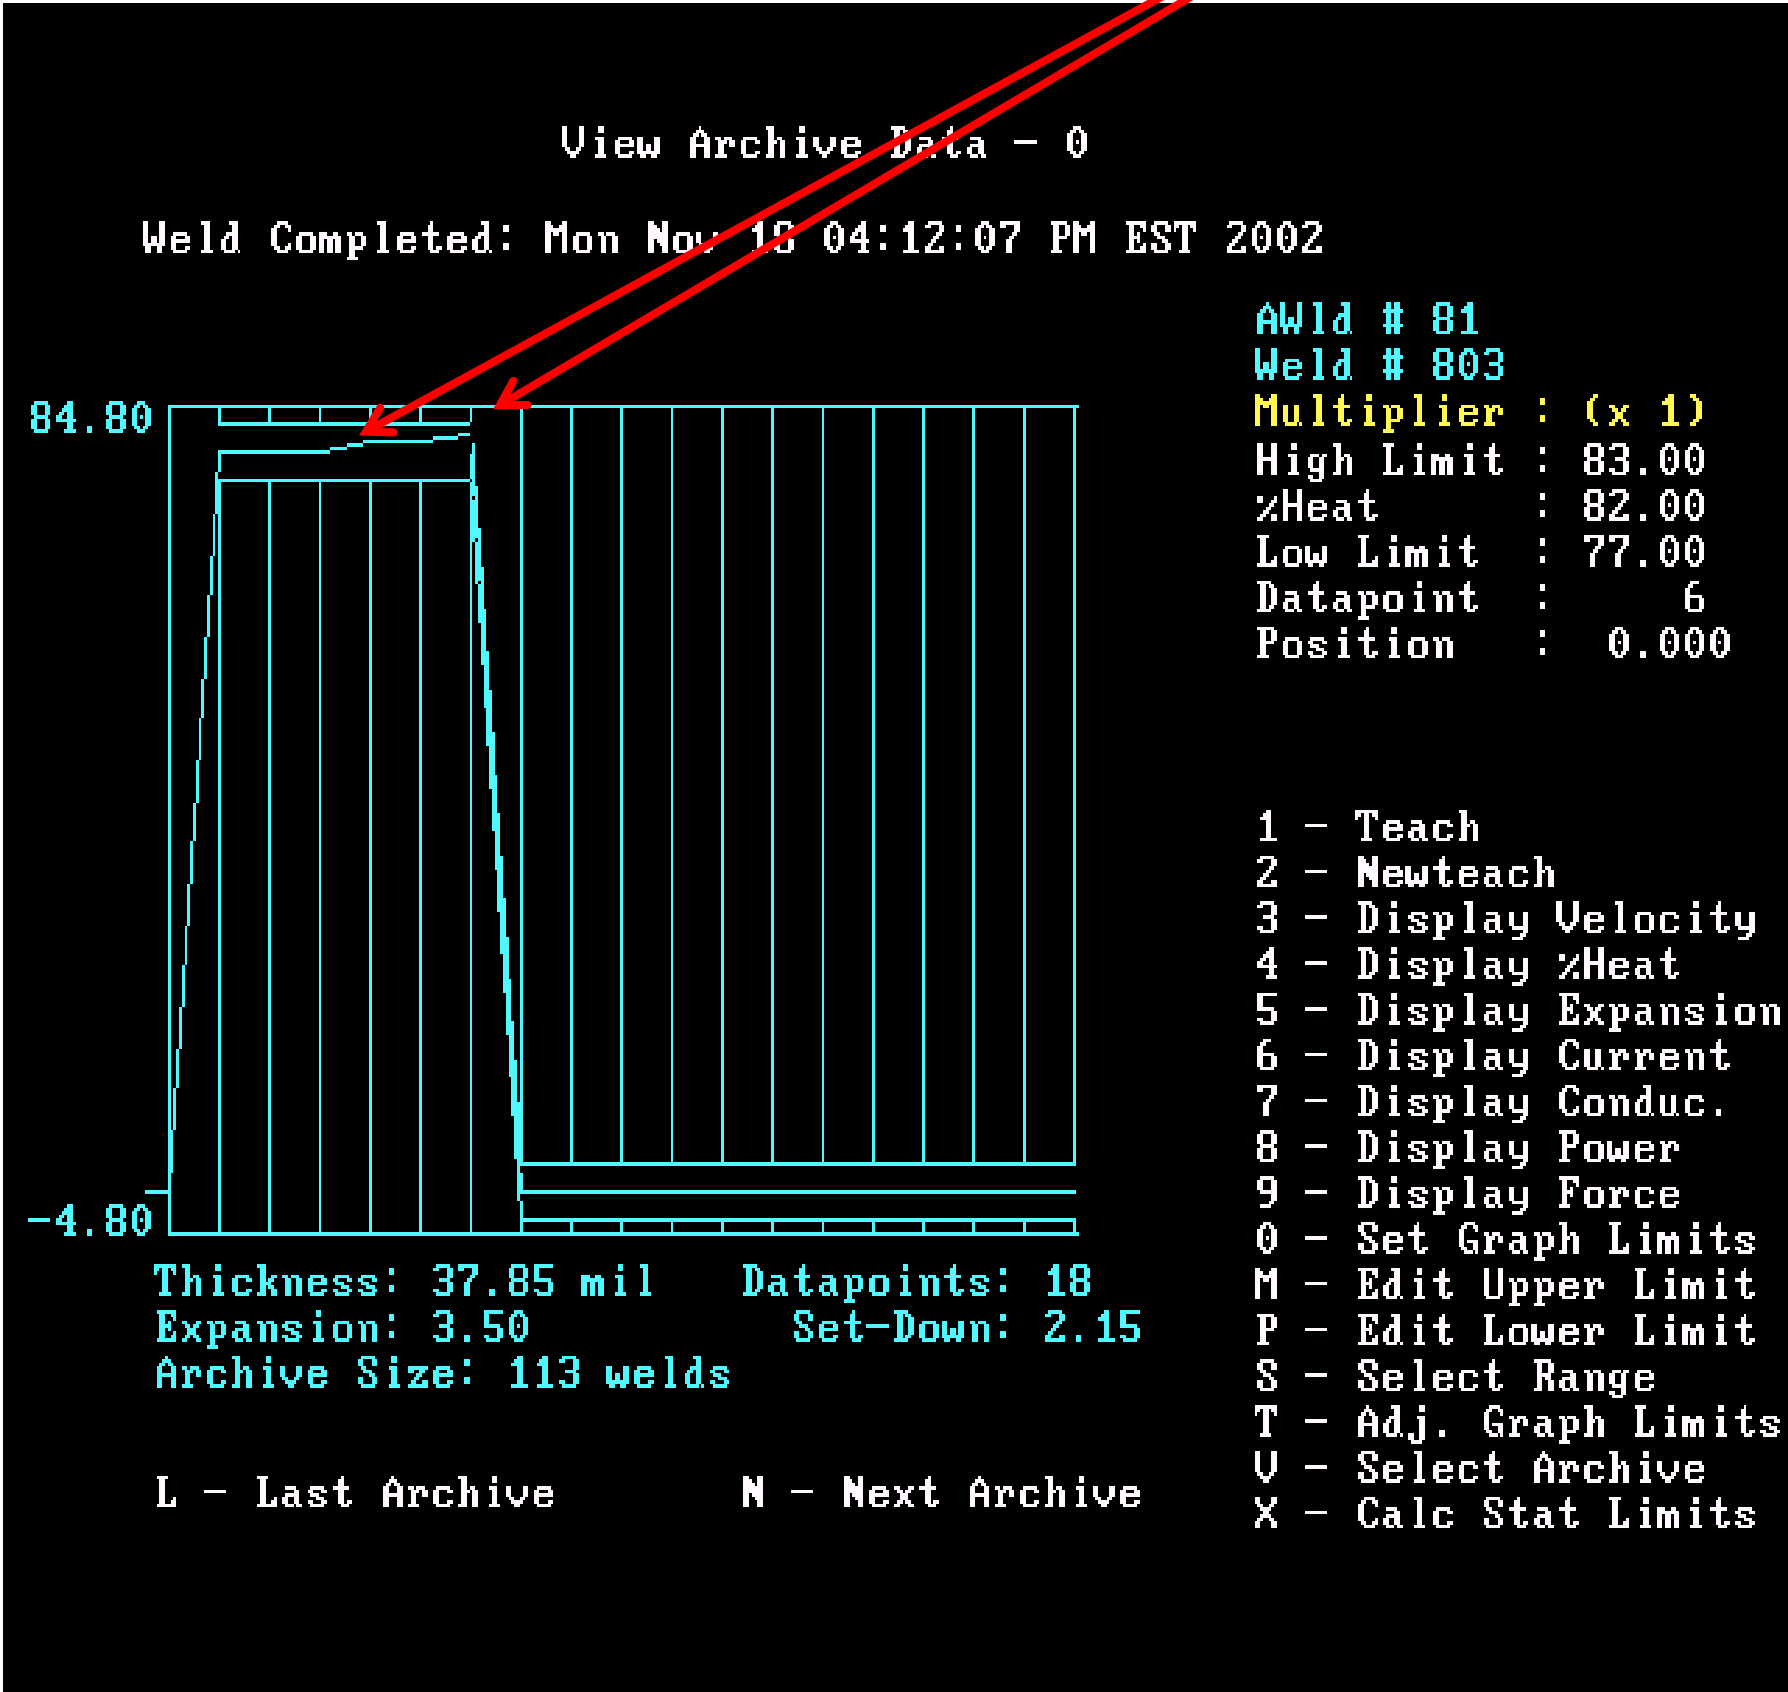 View Archive Data - 0
Weld Completed: Mon Nov 18 04:12:07 PM EST 2002
AWld # 81
Weld # 803
Multiplier : (x 1)
High Limit : 83.00
%Heat : 82.00
Low Limit : 77.00
Datapoint : 6
Position : 0.000
84.80
-4.80
Thickness: 37.85 mil Datapoints: 18
Expansion: 3.50 Set-Down: 2.15
Archive Size: 113 welds
L - Last Archive N - Next Archive
1 - Teach
2 - Newteach
3 - Display Velocity
4 - Display %Heat
5 - Display Expansion
6 - Display Current
7 - Display Conduc.
8 - Display Power
9 - Display Force
0 - Set Graph Limits
M - Edit Upper Limit
P - Edit Lower Limit
S - Select Range
T - Adj. Graph Limits
V - Select Archive
X - Calc Stat Limits